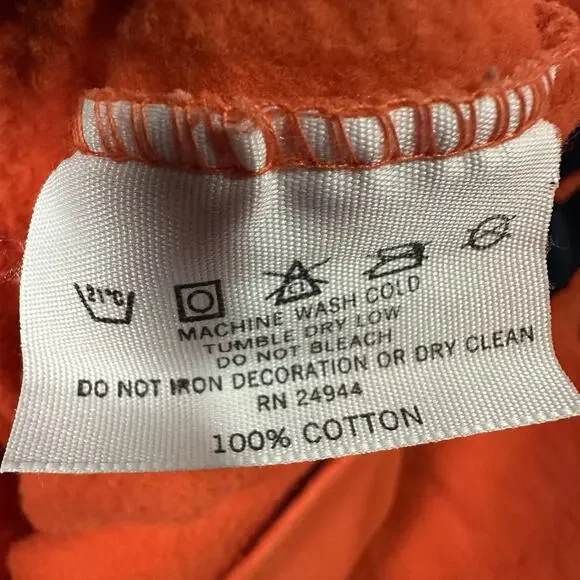 21°C
MACHINE WASH COLD
TUMBLE DRY LOW
DO NOT BLEACH
DO NOT IRON DECORATION OR DRY CLEAN
RN 24944
100% COTTON